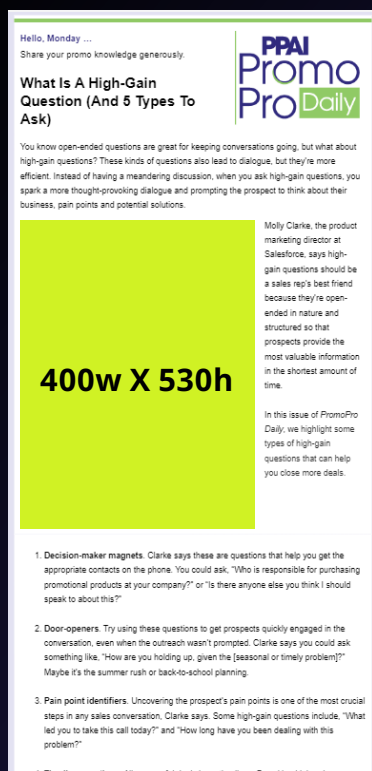 Hello, Monday ...
Share your promo knowledge generously.
PPAI
Promo
Pro Daily
What Is A High-Gain
Question (And 5 Types To
Ask)
You know open-ended questions are great for keeping conversations going, but what about
high-gain questions? These kinds of questions also lead to dialogue, but they're more
efficient. Instead of having a meandering discussion, when you ask high-gain questions, you
spark a more thought-provoking dialogue and prompting the prospect to think about their
business, pain points and potential solutions.
400w X 530h
Molly Clarke, the product
marketing director at
Salesforce, says high-
gain questions should be
a sales rep's best friend
because they're open-
ended in nature and
structured so that
prospects provide the
most valuable information
in the shortest amount of
time.
In this issue of PromoPro
Daily, we highlight some
types of high-gain
questions that can help
you close more deals.
1. Decision-maker magnets. Clarke says these are questions that help you get the
appropriate contacts on the phone. You could ask, "Who is responsible for purchasing
promotional products at your company?" or "Is there anyone else you think I should
speak to about this?"
2. Door-openers. Try using these questions to get prospects quickly engaged in the
conversation, even when the outreach wasn't prompted. Clarke says you could ask
something like, "How are you holding up, given the [seasonal or timely problem]?"
Maybe it's the summer rush or back-to-school planning.
3. Pain point identifiers. Uncovering the prospect's pain points is one of the most crucial
steps in any sales conversation, Clarke says. Some high-gain questions include, "What
led you to take this call today?" and "How long have you been dealing with this
problem?"